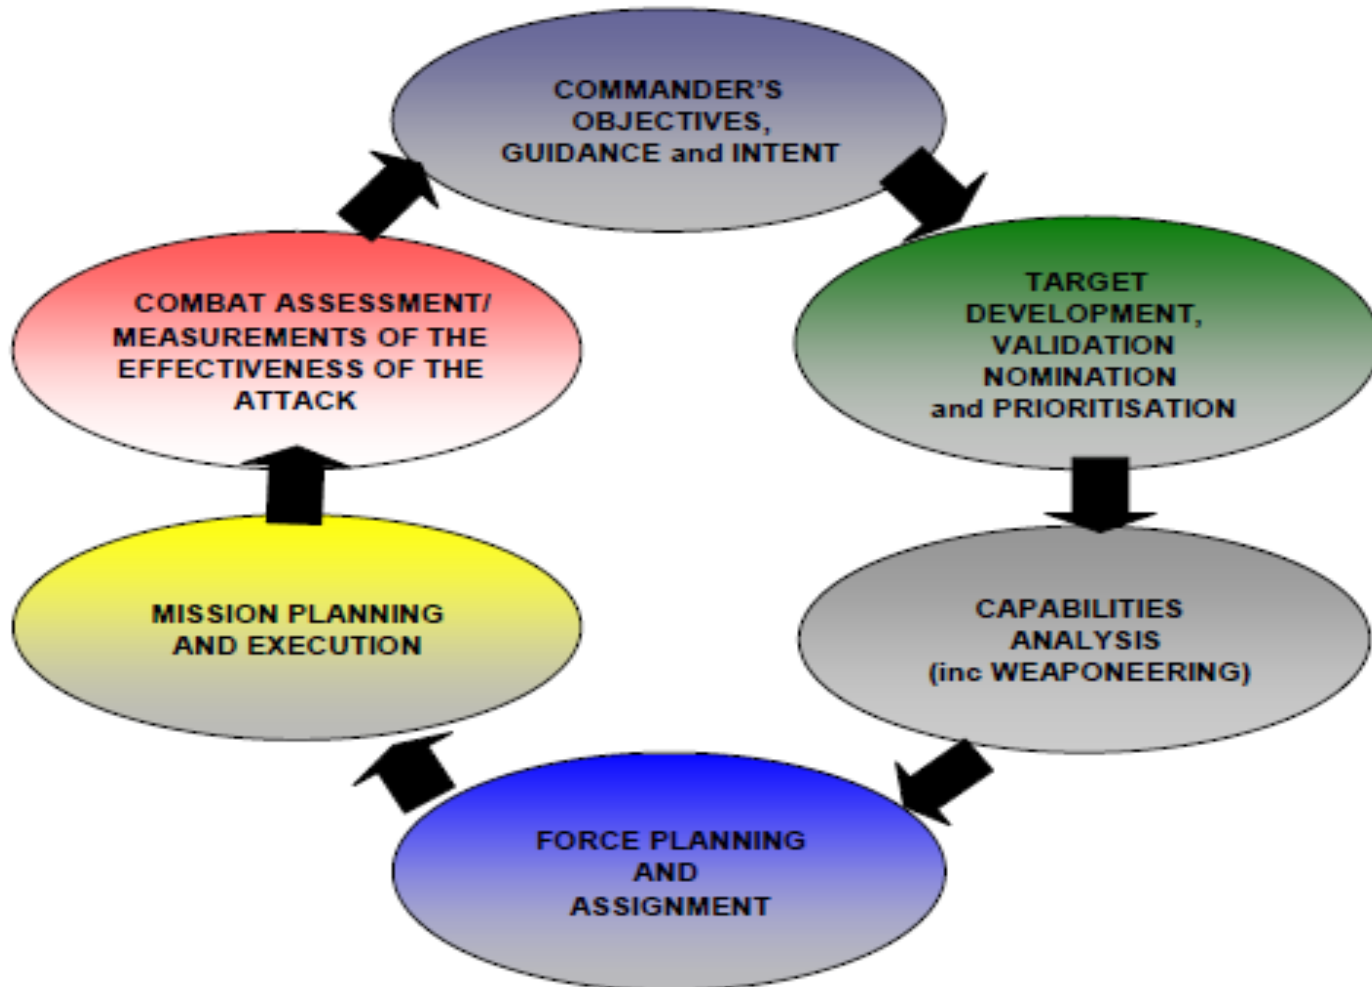 COMMANDER'S
OBJECTIVES,
GUIDANCE and INTENT
TARGET
DEVELOPMENT,
VALIDATION
NOMINATION
and PRIORITISATION
CAPABILITIES
ANALYSIS
(inc WEAPONEERING)
FORCE PLANNING
AND
ASSIGNMENT
MISSION PLANNING
AND EXECUTION
COMBAT ASSESSMENT/
MEASUREMENTS OF THE
EFFECTIVENESS OF THE
ATTACK